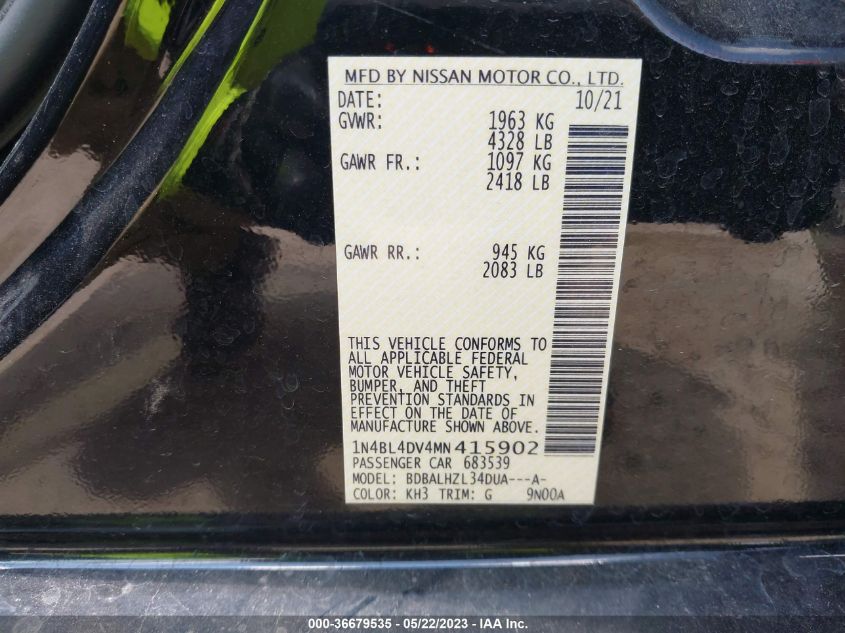 MFD BY NISSAN MOTOR CO., LTD.
DATE: 10/21
GVWR: 1963 KG
4328 LB
GAWR FR.: 1097 KG
2418 LB
GAWR RR.: 945 KG
2083 LB
THIS VEHICLE CONFORMS TO
ALL APPLICABLE FEDERAL
MOTOR VEHICLE SAFETY,
BUMPER, AND THEFT
PREVENTION STANDARDS IN
EFFECT ON THE DATE OF
MANUFACTURE SHOWN ABOVE.
1N4BL4DV4MN415902
PASSENGER CAR 683539
MODEL: BDBALHZL34DUA---A-
COLOR: KH3 TRIM: G 9N00A
000-36679535 - 05/22/2023 - IAA Inc.